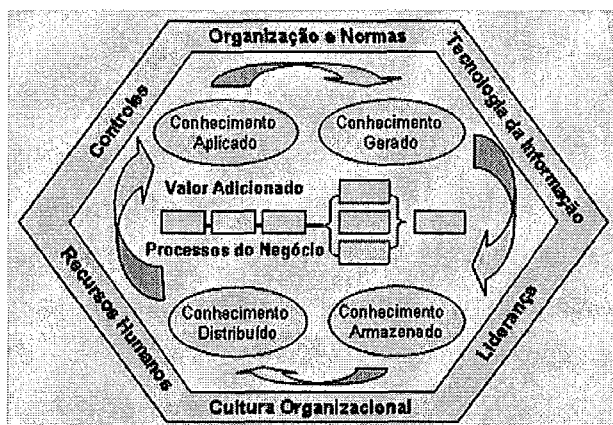 Organização e Normas
Tecnologia da Informação
Controles
Conhecimento
Aplicado
Conhecimento
Gerado
Valor Adicionado
Processos do Negócio
Conhecimento
Distribuído
Conhecimento
Armazenado
Recursos Humanos
Liderança
Cultura Organizacional